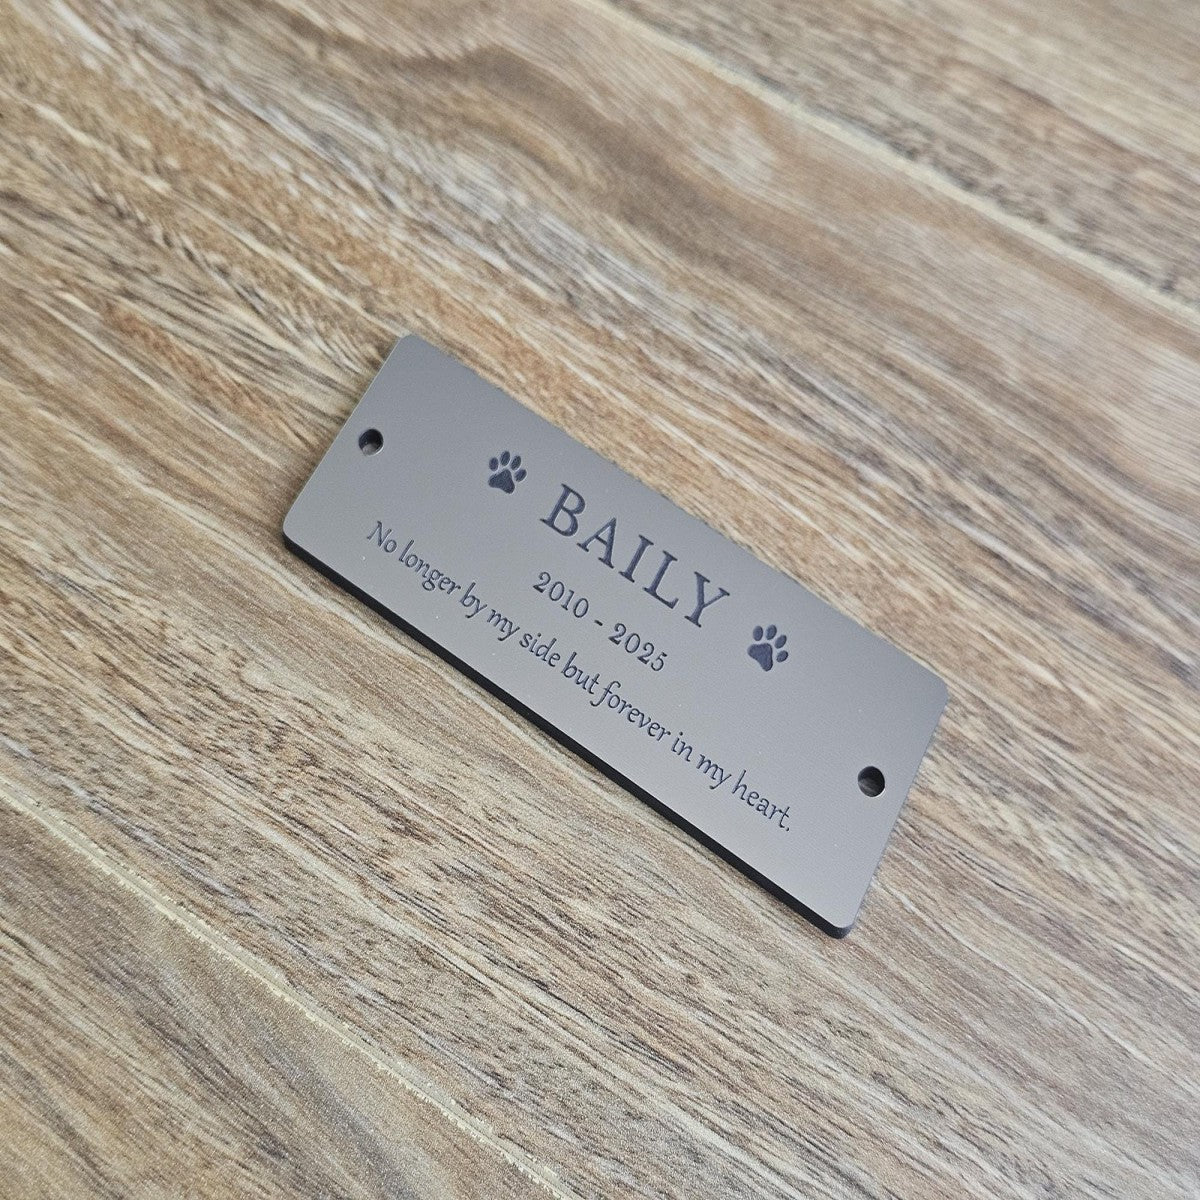 BAILY
2010 - 2025
No longer by my side but forever in my heart.